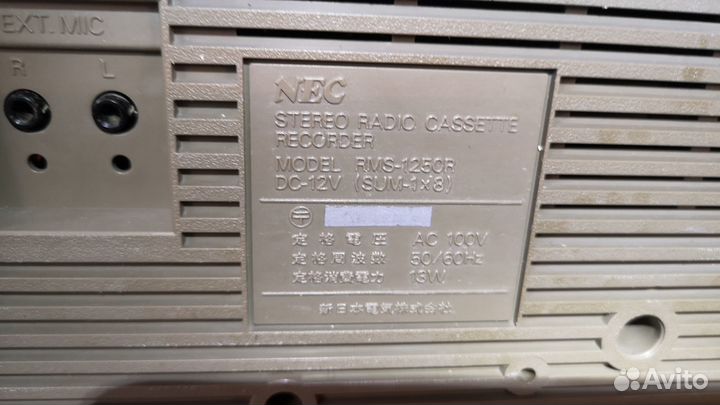 EXT. MIC
R L
NEC
STEREO RADIO CASSETTE
RECORDER
MODEL RMS-1250R
DC-12V (SUM-1×8)
〒
定格電圧 AC 100V
定格周波数 50/60Hz
定格消費電力 13W
新日本電気株式会社
Avito